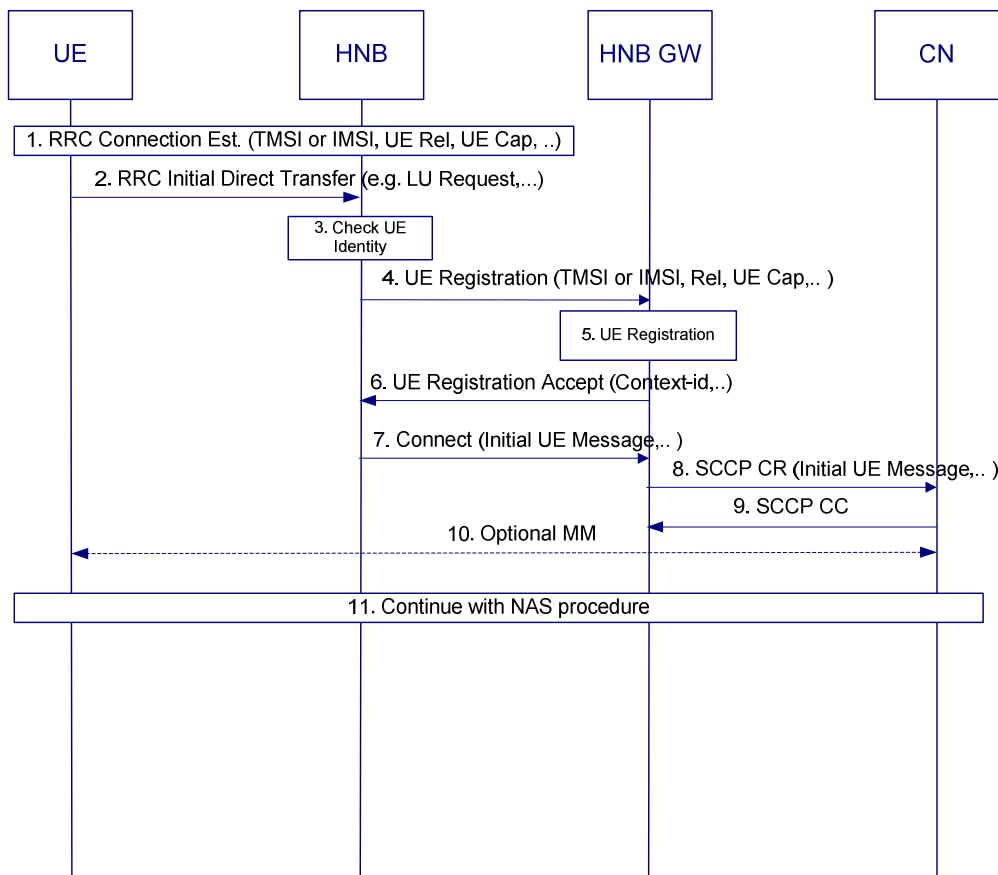 UE
HNB
HNB GW
CN
1. RRC Connection Est. (TMSI or IMSI, UE Rel, UE Cap, ..)
2. RRC Initial Direct Transfer (e.g. LU Request,...)
3. Check UE
Identity
4. UE Registration (TMSI or IMSI, Rel, UE Cap,.. )
5. UE Registration
6. UE Registration Accept (Context-id,..)
7. Connect (Initial UE Message,.. )
8. SCCP CR (Initial UE Message,.. )
9. SCCP CC
10. Optional MM
11. Continue with NAS procedure